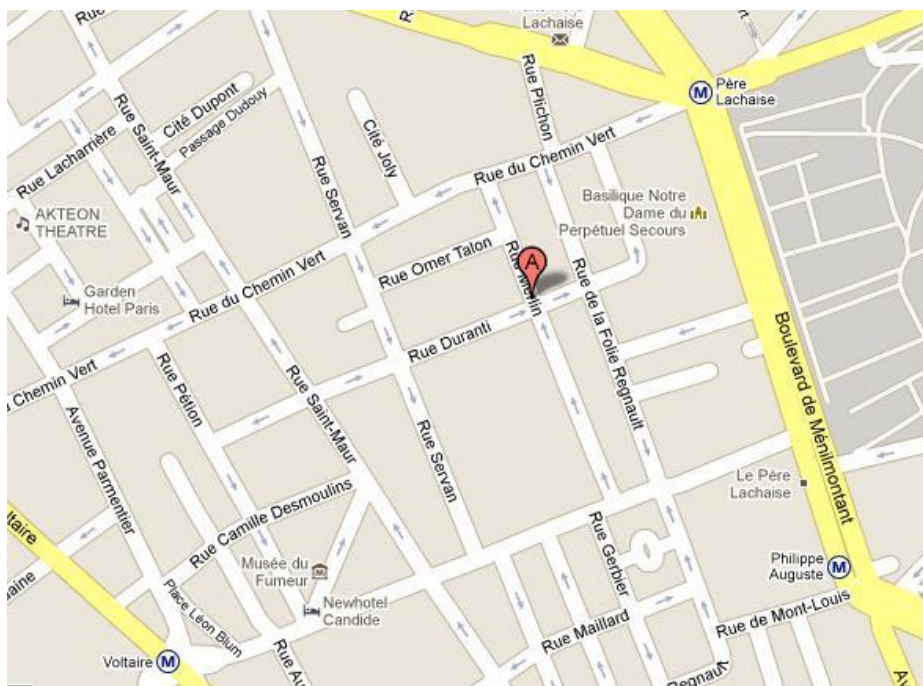 Père
Lachaise
Rue Plichon
Cité Dupont
Passage Dudouy
Rue Saint-Maur
Rue Lacharrière
Cité Joly
Rue Servan
Rue du Chemin Vert
Basilique Notre
Dame du
Perpétuel Secours
AKTEON
THEATRE
Rue Omer Talon
Rue Merlin
A
Rue du Chemin Vert
Garden
Hotel Paris
Rue de la Folie Regnault
Rue Duranti
Boulevard de Ménilmontant
du Chemin Vert
Rue Pétion
Rue Saint-Maur
Avenue Parmentier
Rue Servan
Le Père
Lachaise
Rue Camille Desmoulins
Rue Gerbier
Musée du
Fumeur
Philippe
Auguste
M
Newhotel
Candide
Place Léon Blum
Rue Maillard
Rue de Mont-Louis
Voltaire
M
Regnault